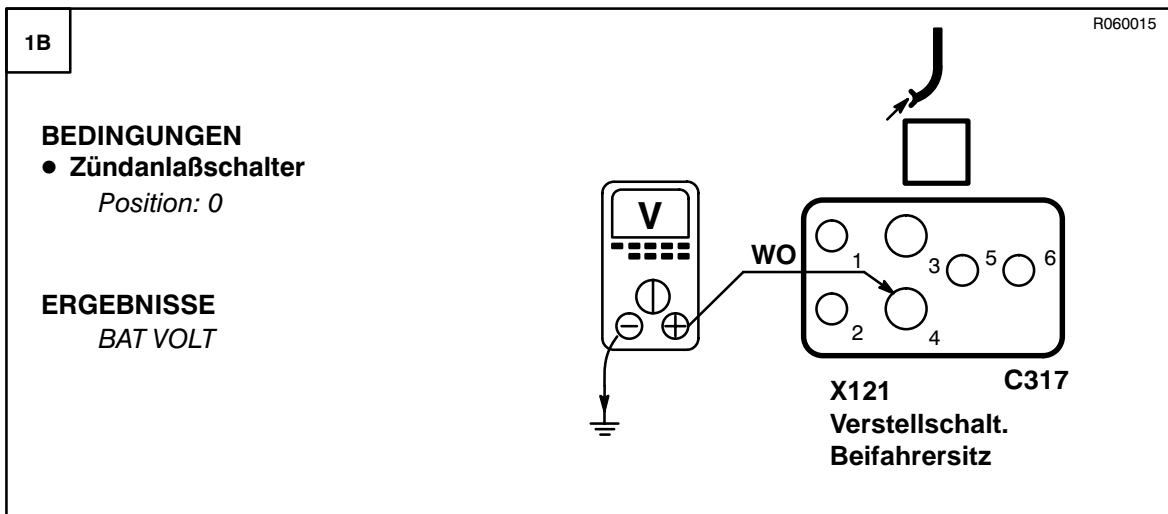 1B
R060015
BEDINGUNGEN
● Zündanlaßschalter
Position: 0
ERGEBNISSE
BAT VOLT
V
WO
1
3
5
6
2
4
C317
X121
Verstellschalt.
Beifahrersitz